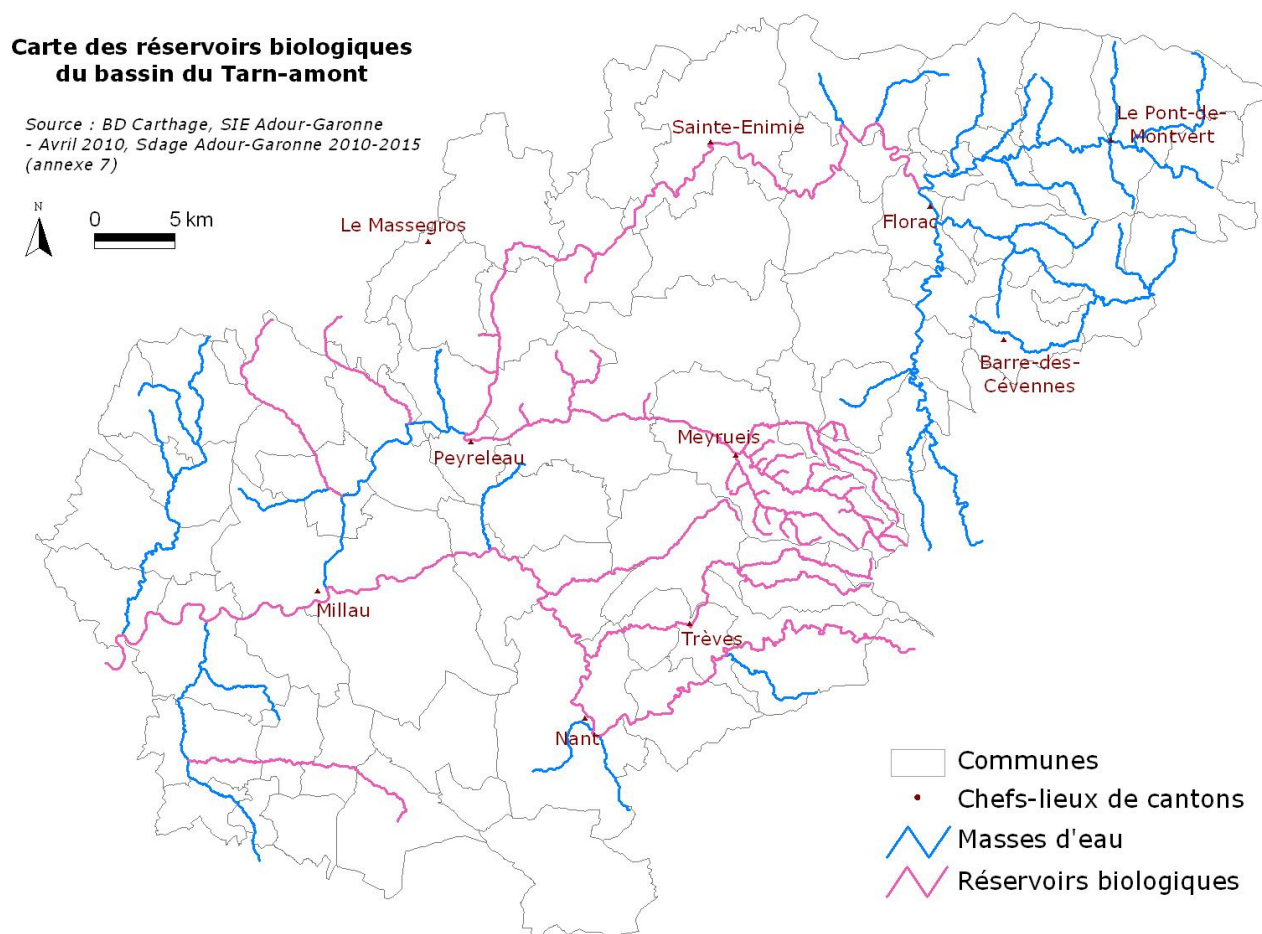 Carte des réservoirs biologiques
du bassin du Tarn-amont
Source : BD Carthage, SIE Adour-Garonne
- Avril 2010, Sdage Adour-Garonne 2010-2015
(annexe 7)
N
0 5 km
Le Pont-de-
Montvert
Sainte-Enimie
Florac
Le Massegros
Barre-des-
Cévennes
Meyrueis
Peyreleau
Millau
Trèves
Nant
Communes
Chefs-lieux de cantons
Masses d'eau
Réservoirs biologiques